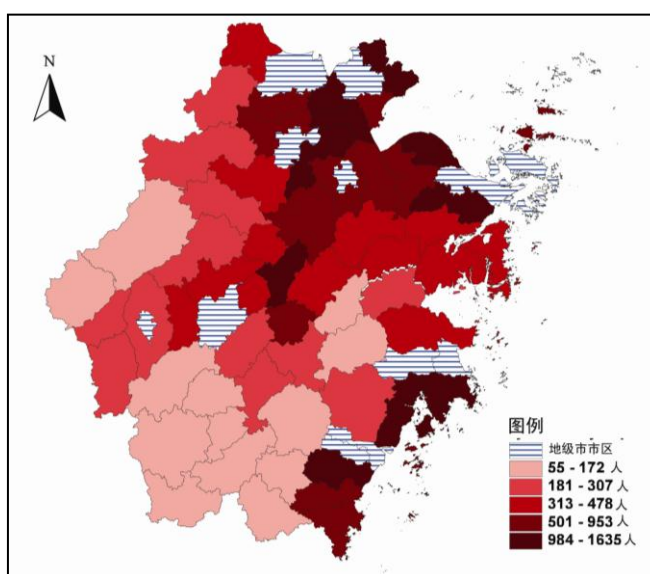 N
图例
地级市市区
55 - 172 人
181 - 307 人
313 - 478 人
501 - 953 人
984 - 1635 人